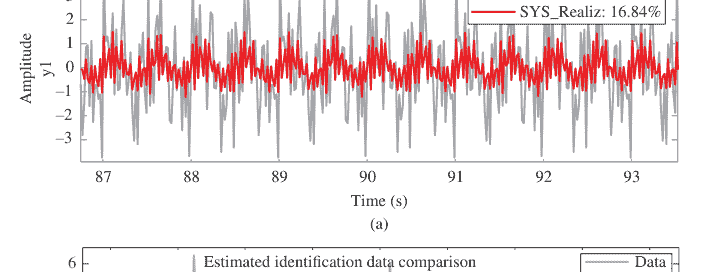 SYS_Realiz: 16.84%
2
1
0
−1
−2
−3
Amplitude
y1
87 88 89 90 91 92 93
Time (s)
(a)
6
Estimated identification data comparison
Data